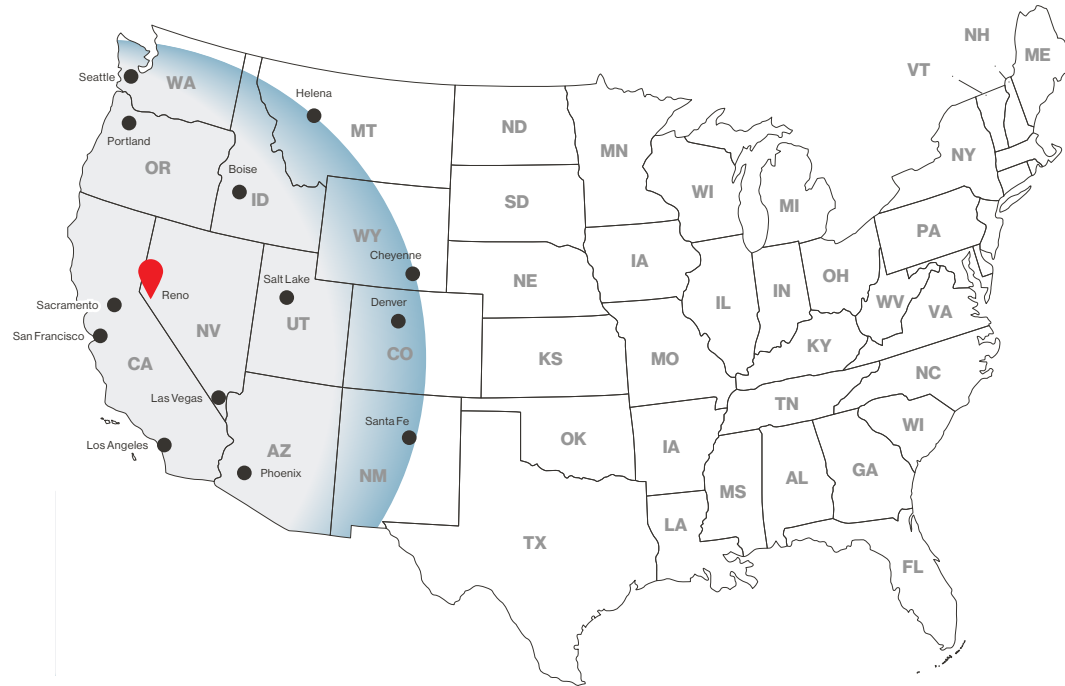 NH
ME
VT
Seattle
WA
Helena
MT
ND
MN
Portland
OR
Boise
ID
SD
WI
MI
NY
WY
Cheyenne
PA
Reno
Salt Lake
NE
IA
OH
Sacramento
Denver
IL
IN
WV
VA
San Francisco
NV
UT
CO
KS
MO
KY
CA
NC
Las Vegas
TN
Los Angeles
AZ
Santa Fe
OK
IA
WI
Phoenix
NM
MS
AL
GA
LA
TX
FL